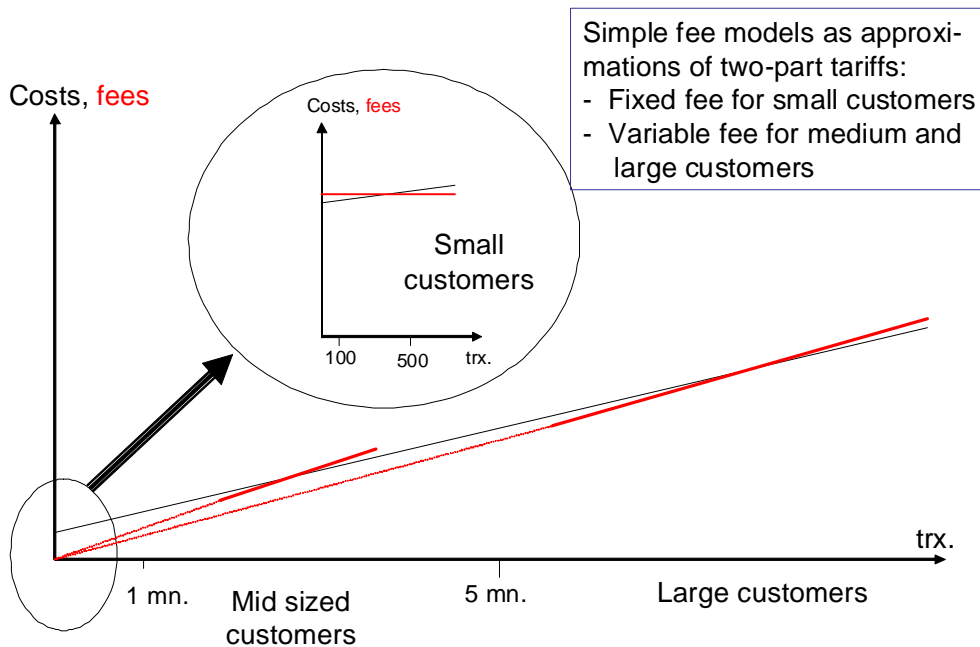 Simple fee models as approxi-
mations of two-part tariffs:
- Fixed fee for small customers
- Variable fee for medium and
large customers
Costs, fees
Costs, fees
Small
customers
100
500
trx.
trx.
1 mn.
5 mn.
Mid sized
customers
Large customers